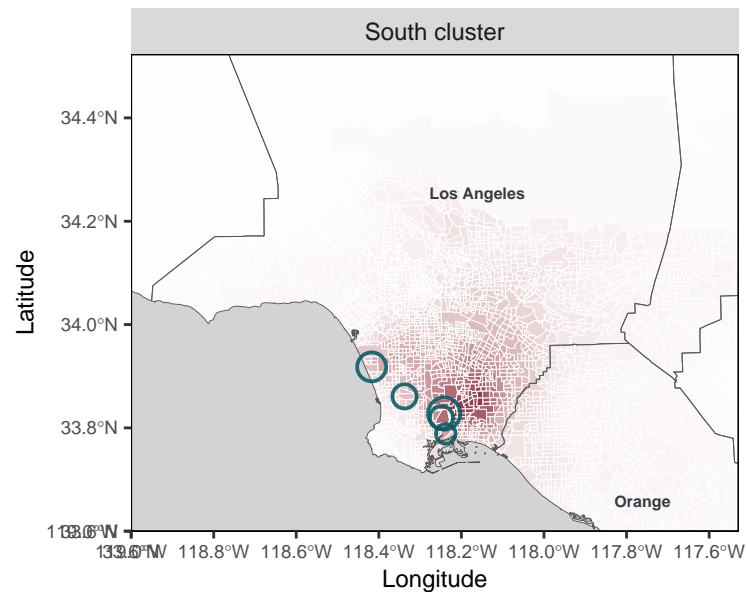 South cluster
34.4°N
34.2°N
34.0°N
33.8°N
Latitude
Los Angeles
Orange
118.8°W
118.6°W
118.4°W
118.2°W
118.0°W
117.8°W
117.6°W
Longitude